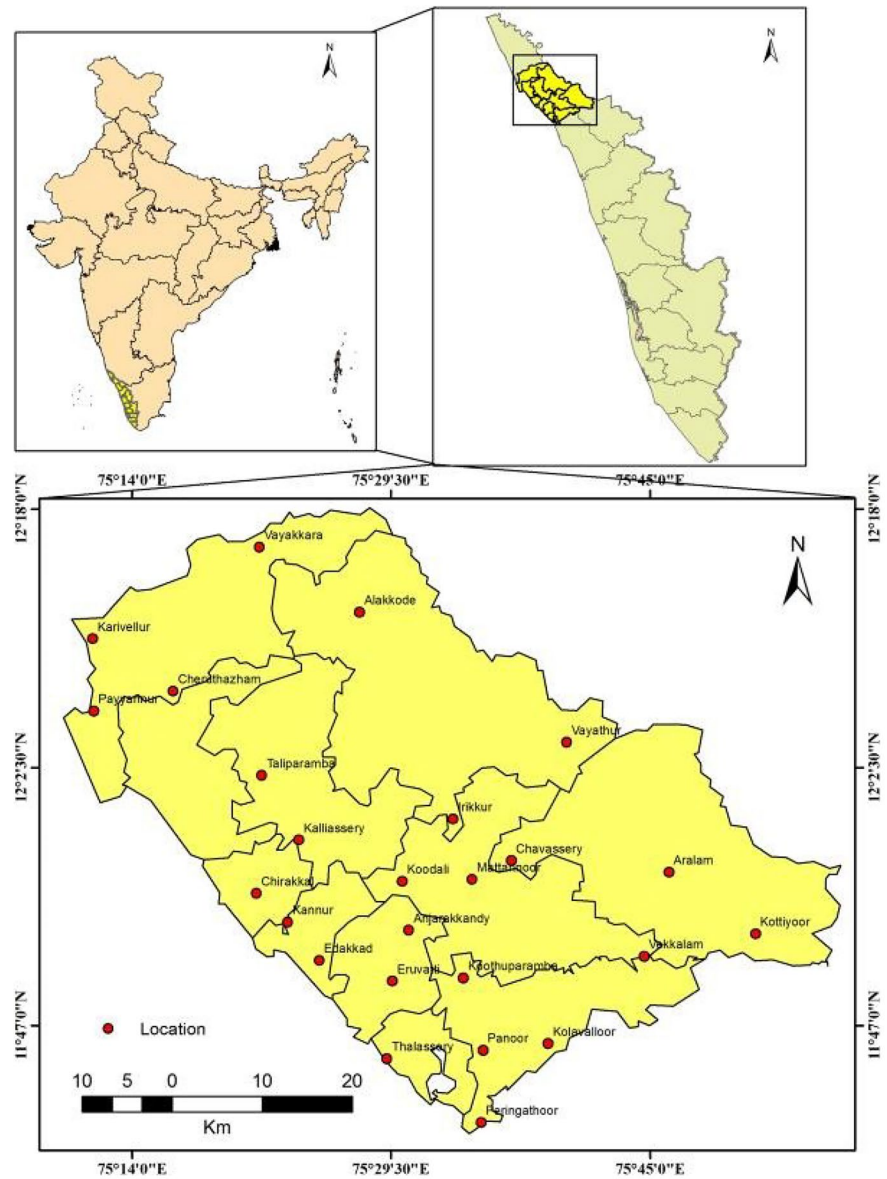 N
N
75°14'0"E
75°29'30"E
75°45'0"E
12°18'0"N
12°18'0"N
N
Vayakkara
Alakkode
Karivellur
Cheruthazham
Payyannur
Vayathur
12°2'30"N
12°2'30"N
Taliparamba
Irikkur
Kalliassery
Chavassery
Koodali
Mattannoor
Aralam
Chirakkal
Kannur
Anjarakkandy
Kottiyoor
Edakkad
Vekkalam
Eruvatti
Koothuparamba
11°47'0"N
11°47'0"N
Location
Kolavalloor
Panoor
Thalassery
10 5 0 10 20
Km
Peringathoor
75°14'0"E
75°29'30"E
75°45'0"E